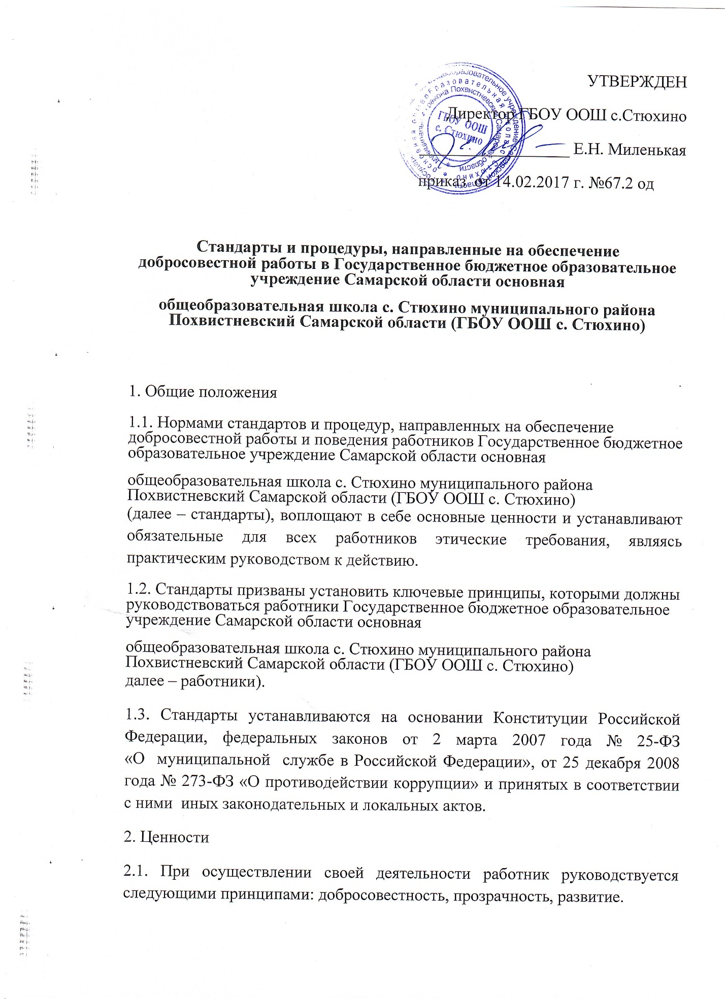 УТВЕРЖДЕН
Директор ГБОУ ООШ с.Стюхино
Е.Н. Миленькая
приказ от 14.02.2017 г. №67.2 од
ГБОУ ООШ
с. Стюхино
Стандарты и процедуры, направленные на обеспечение
добросовестной работы в Государственное бюджетное образовательное
учреждение Самарской области основная
общеобразовательная школа с. Стюхино муниципального района
Похвистневский Самарской области (ГБОУ ООШ с. Стюхино)
1. Общие положения
1.1. Нормами стандартов и процедур, направленных на обеспечение
добросовестной работы и поведения работников Государственное бюджетное
образовательное учреждение Самарской области основная
общеобразовательная школа с. Стюхино муниципального района
Похвистневский Самарской области (ГБОУ ООШ с. Стюхино)
(далее – стандарты), воплощают в себе основные ценности и устанавливают
обязательные для всех работников этические требования, являясь
практическим руководством к действию.
1.2. Стандарты призваны установить ключевые принципы, которыми должны
руководствоваться работники Государственное бюджетное образовательное
учреждение Самарской области основная
общеобразовательная школа с. Стюхино муниципального района
Похвистневский Самарской области (ГБОУ ООШ с. Стюхино)
далее – работники).
1.3. Стандарты устанавливаются на основании Конституции Российской
Федерации, федеральных законов от 2 марта 2007 года № 25-ФЗ
«О муниципальной службе в Российской Федерации», от 25 декабря 2008
года № 273-ФЗ «О противодействии коррупции» и принятых в соответствии
с ними иных законодательных и локальных актов.
2. Ценности
2.1. При осуществлении своей деятельности работник руководствуется
следующими принципами: добросовестность, прозрачность, развитие.